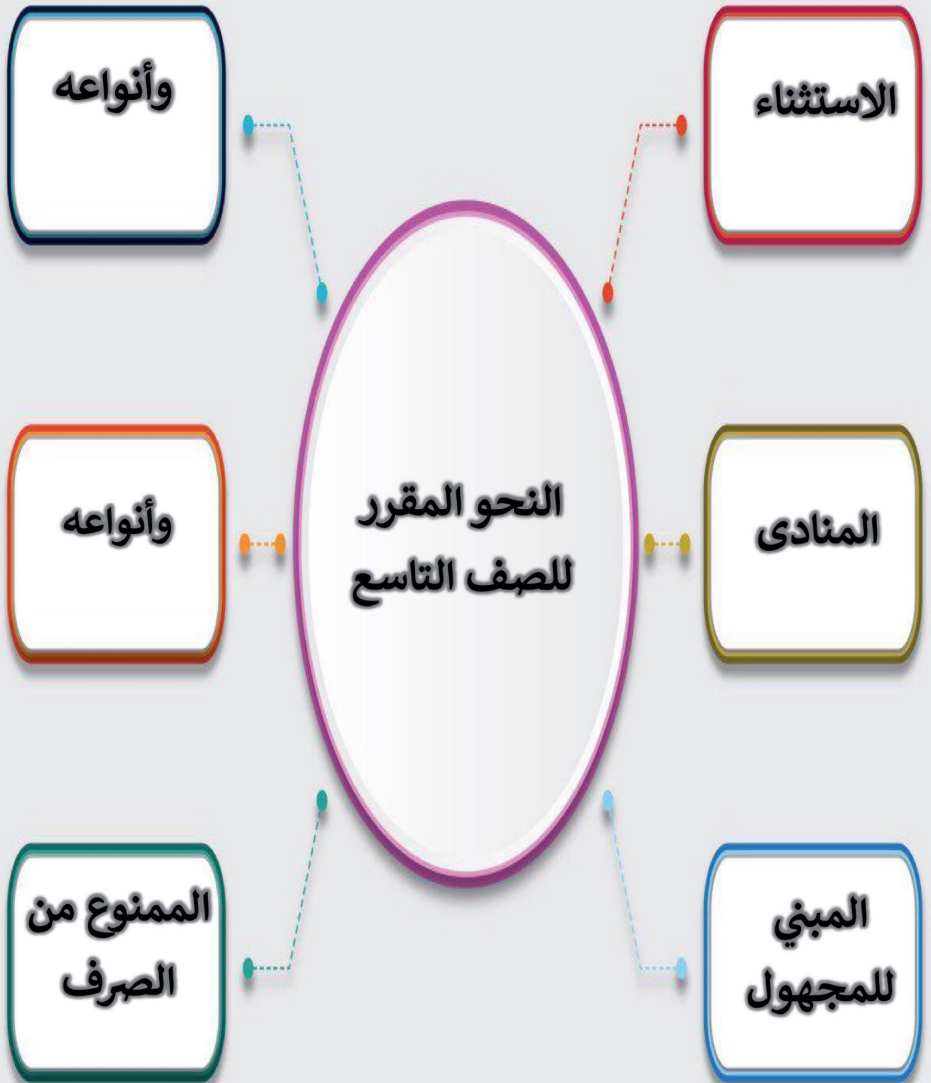 الاستثناء
وأنواعه
النحو المقرر
للصف التاسع
المنادى
وأنواعه
المبني
للمجهول
الممنوع من
الصرف